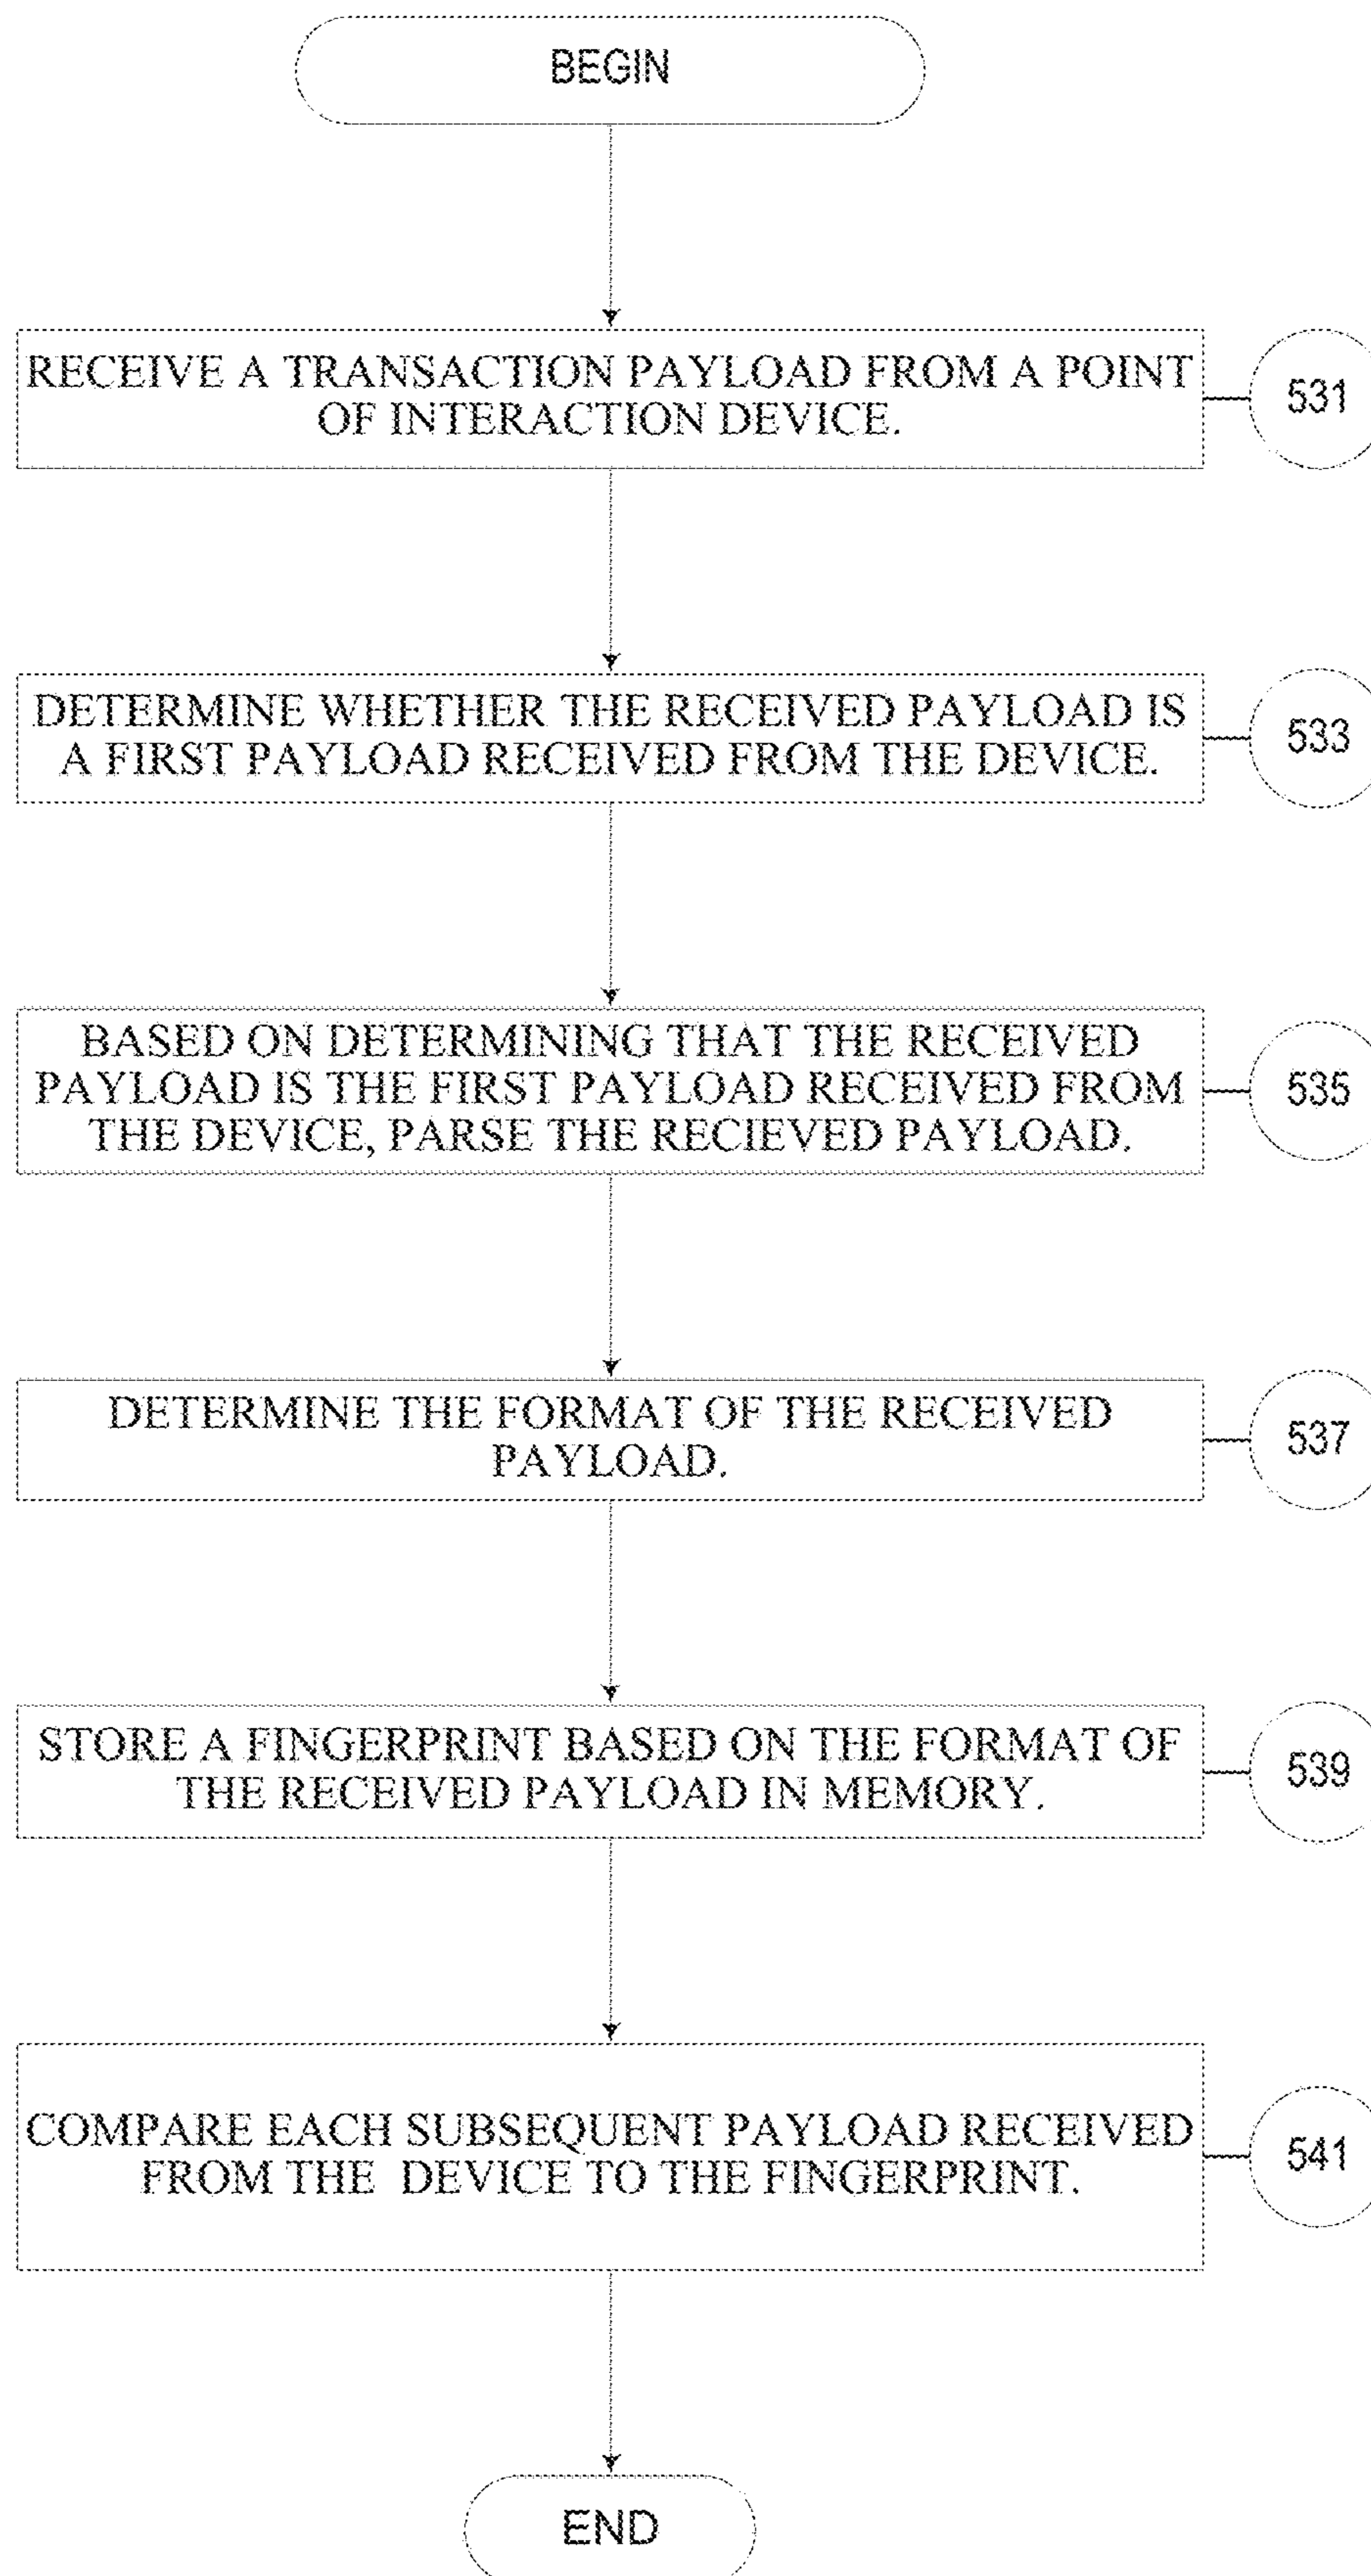 BEGIN
RECEIVE A TRANSACTION PAYLOAD FROM A POINT
OF INTERACTION DEVICE.
531
DETERMINE WHETHER THE RECEIVED PAYLOAD IS
A FIRST PAYLOAD RECEIVED FROM THE DEVICE.
533
BASED ON DETERMINING THAT THE RECEIVED
PAYLOAD IS THE FIRST PAYLOAD RECEIVED FROM
THE DEVICE, PARSE THE RECIEVED PAYLOAD.
535
DETERMINE THE FORMAT OF THE RECEIVED
PAYLOAD.
537
STORE A FINGERPRINT BASED ON THE FORMAT OF
THE RECEIVED PAYLOAD IN MEMORY.
539
COMPARE EACH SUBSEQUENT PAYLOAD RECEIVED
FROM THE DEVICE TO THE FINGERPRINT.
541
END